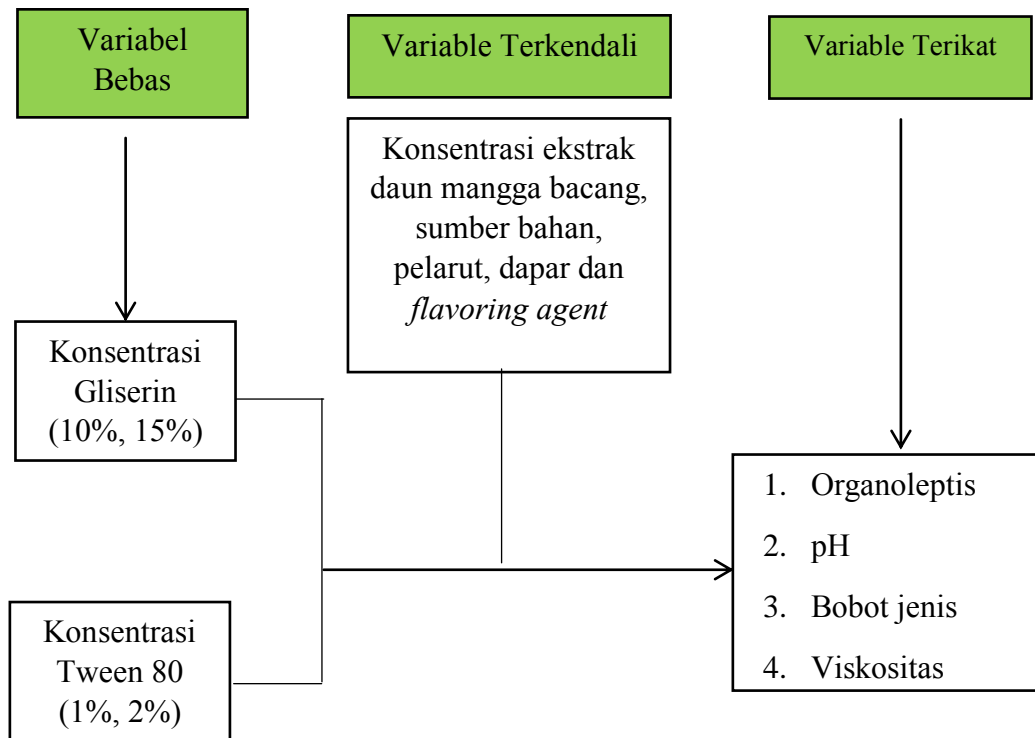 Variabel
Bebas
Variable Terkendali
Variable Terikat
Konsentrasi ekstrak
daun mangga bacang,
sumber bahan,
pelarut, dapar dan
flavoring agent
Konsentrasi
Gliserin
(10%, 15%)
Konsentrasi
Tween 80
(1%, 2%)
1. Organoleptis
2. pH
3. Bobot jenis
4. Viskositas